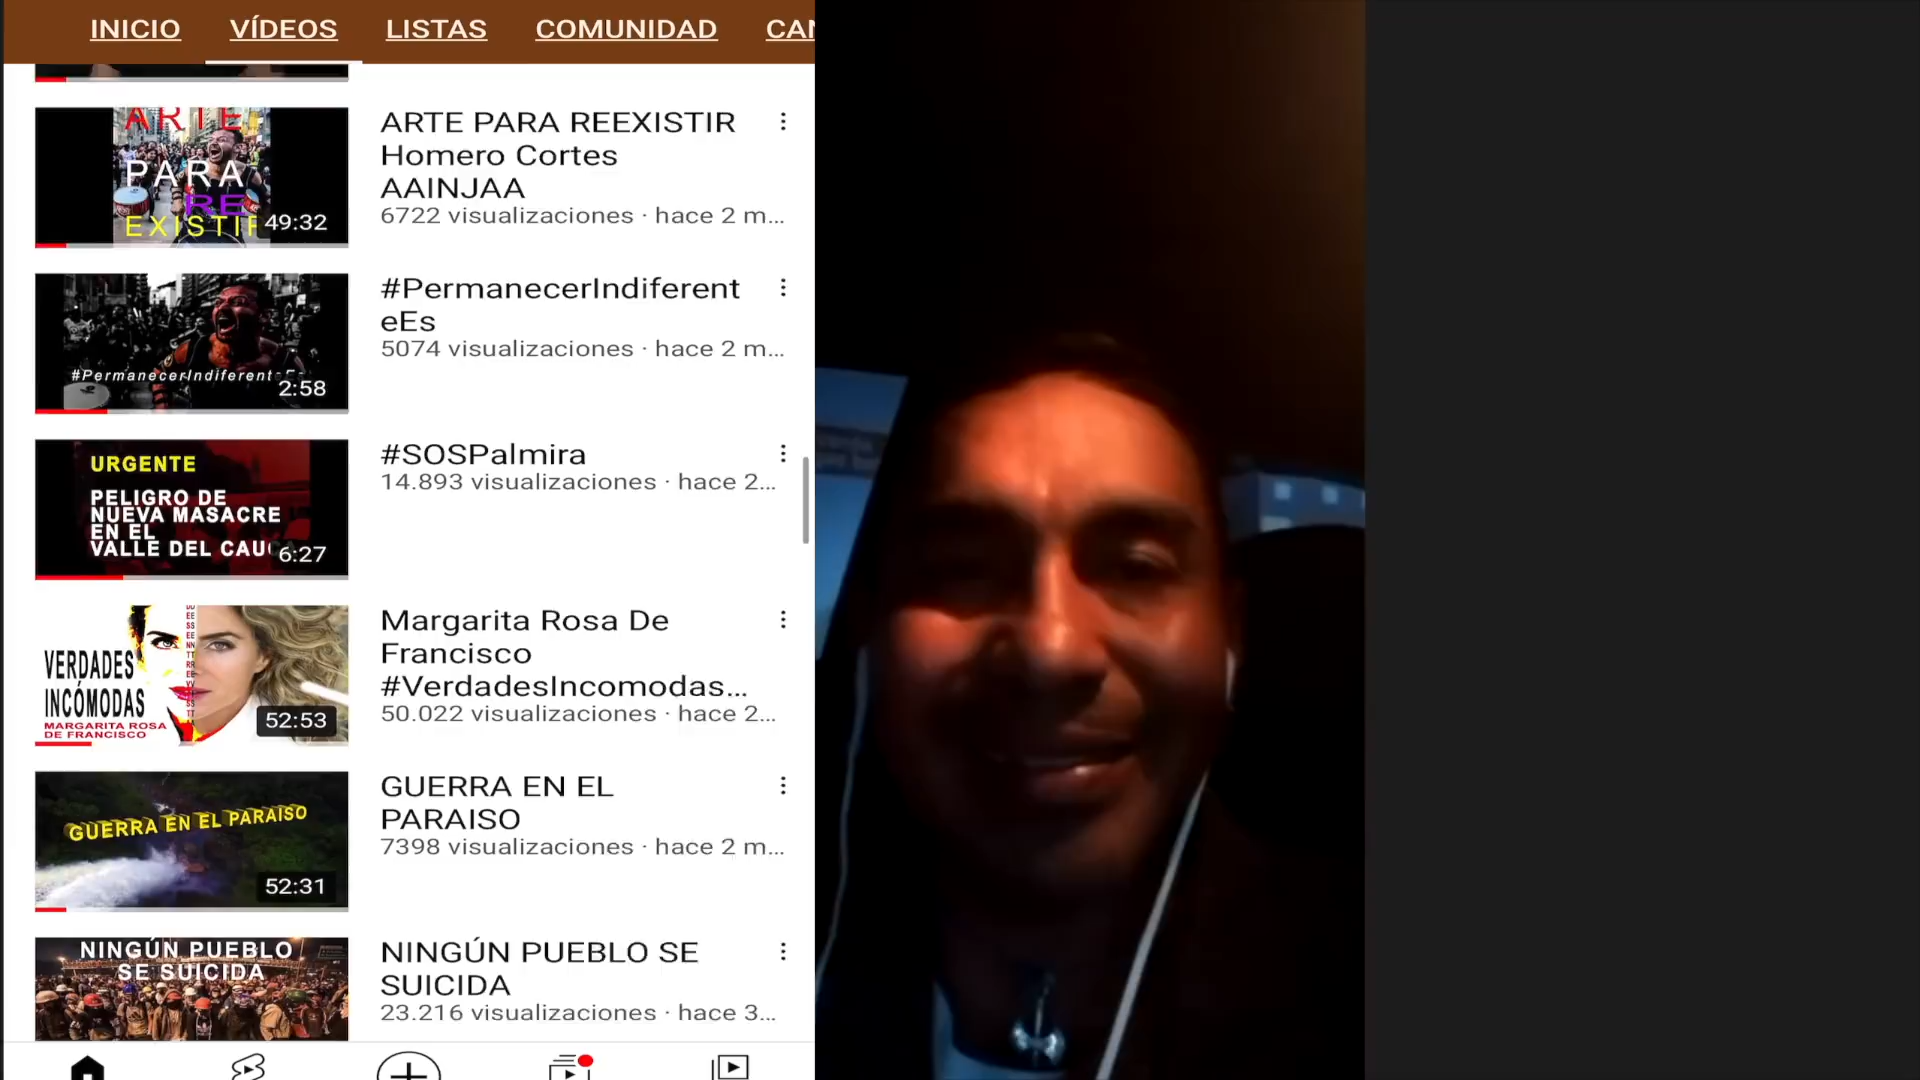 INICIO
VÍDEOS
LISTAS
COMUNIDAD
CAN
ARTE
PARA
RE
EXISTIR
49:32
ARTE PARA REEXISTIR
Homero Cortes
AAINJAA
6722 visualizaciones · hace 2 m...
#PermanecerIndiferenteEs
2:58
#PermanecerIndiferent
eEs
5074 visualizaciones · hace 2 m...
URGENTE
PELIGRO DE
NUEVA MASACRE
EN EL
VALLE DEL CAUCA
6:27
#SOSPalmira
14.893 visualizaciones · hace 2...
VERDADES
INCÓMODAS
MARGARITA ROSA
DE FRANCISCO
52:53
Margarita Rosa De
Francisco
#VerdadesIncomodas...
50.022 visualizaciones · hace 2...
GUERRA EN EL PARAISO
52:31
GUERRA EN EL
PARAISO
7398 visualizaciones · hace 2 m...
NINGÚN PUEBLO
SE SUICIDA
NINGÚN PUEBLO SE
SUICIDA
23.216 visualizaciones · hace 3...